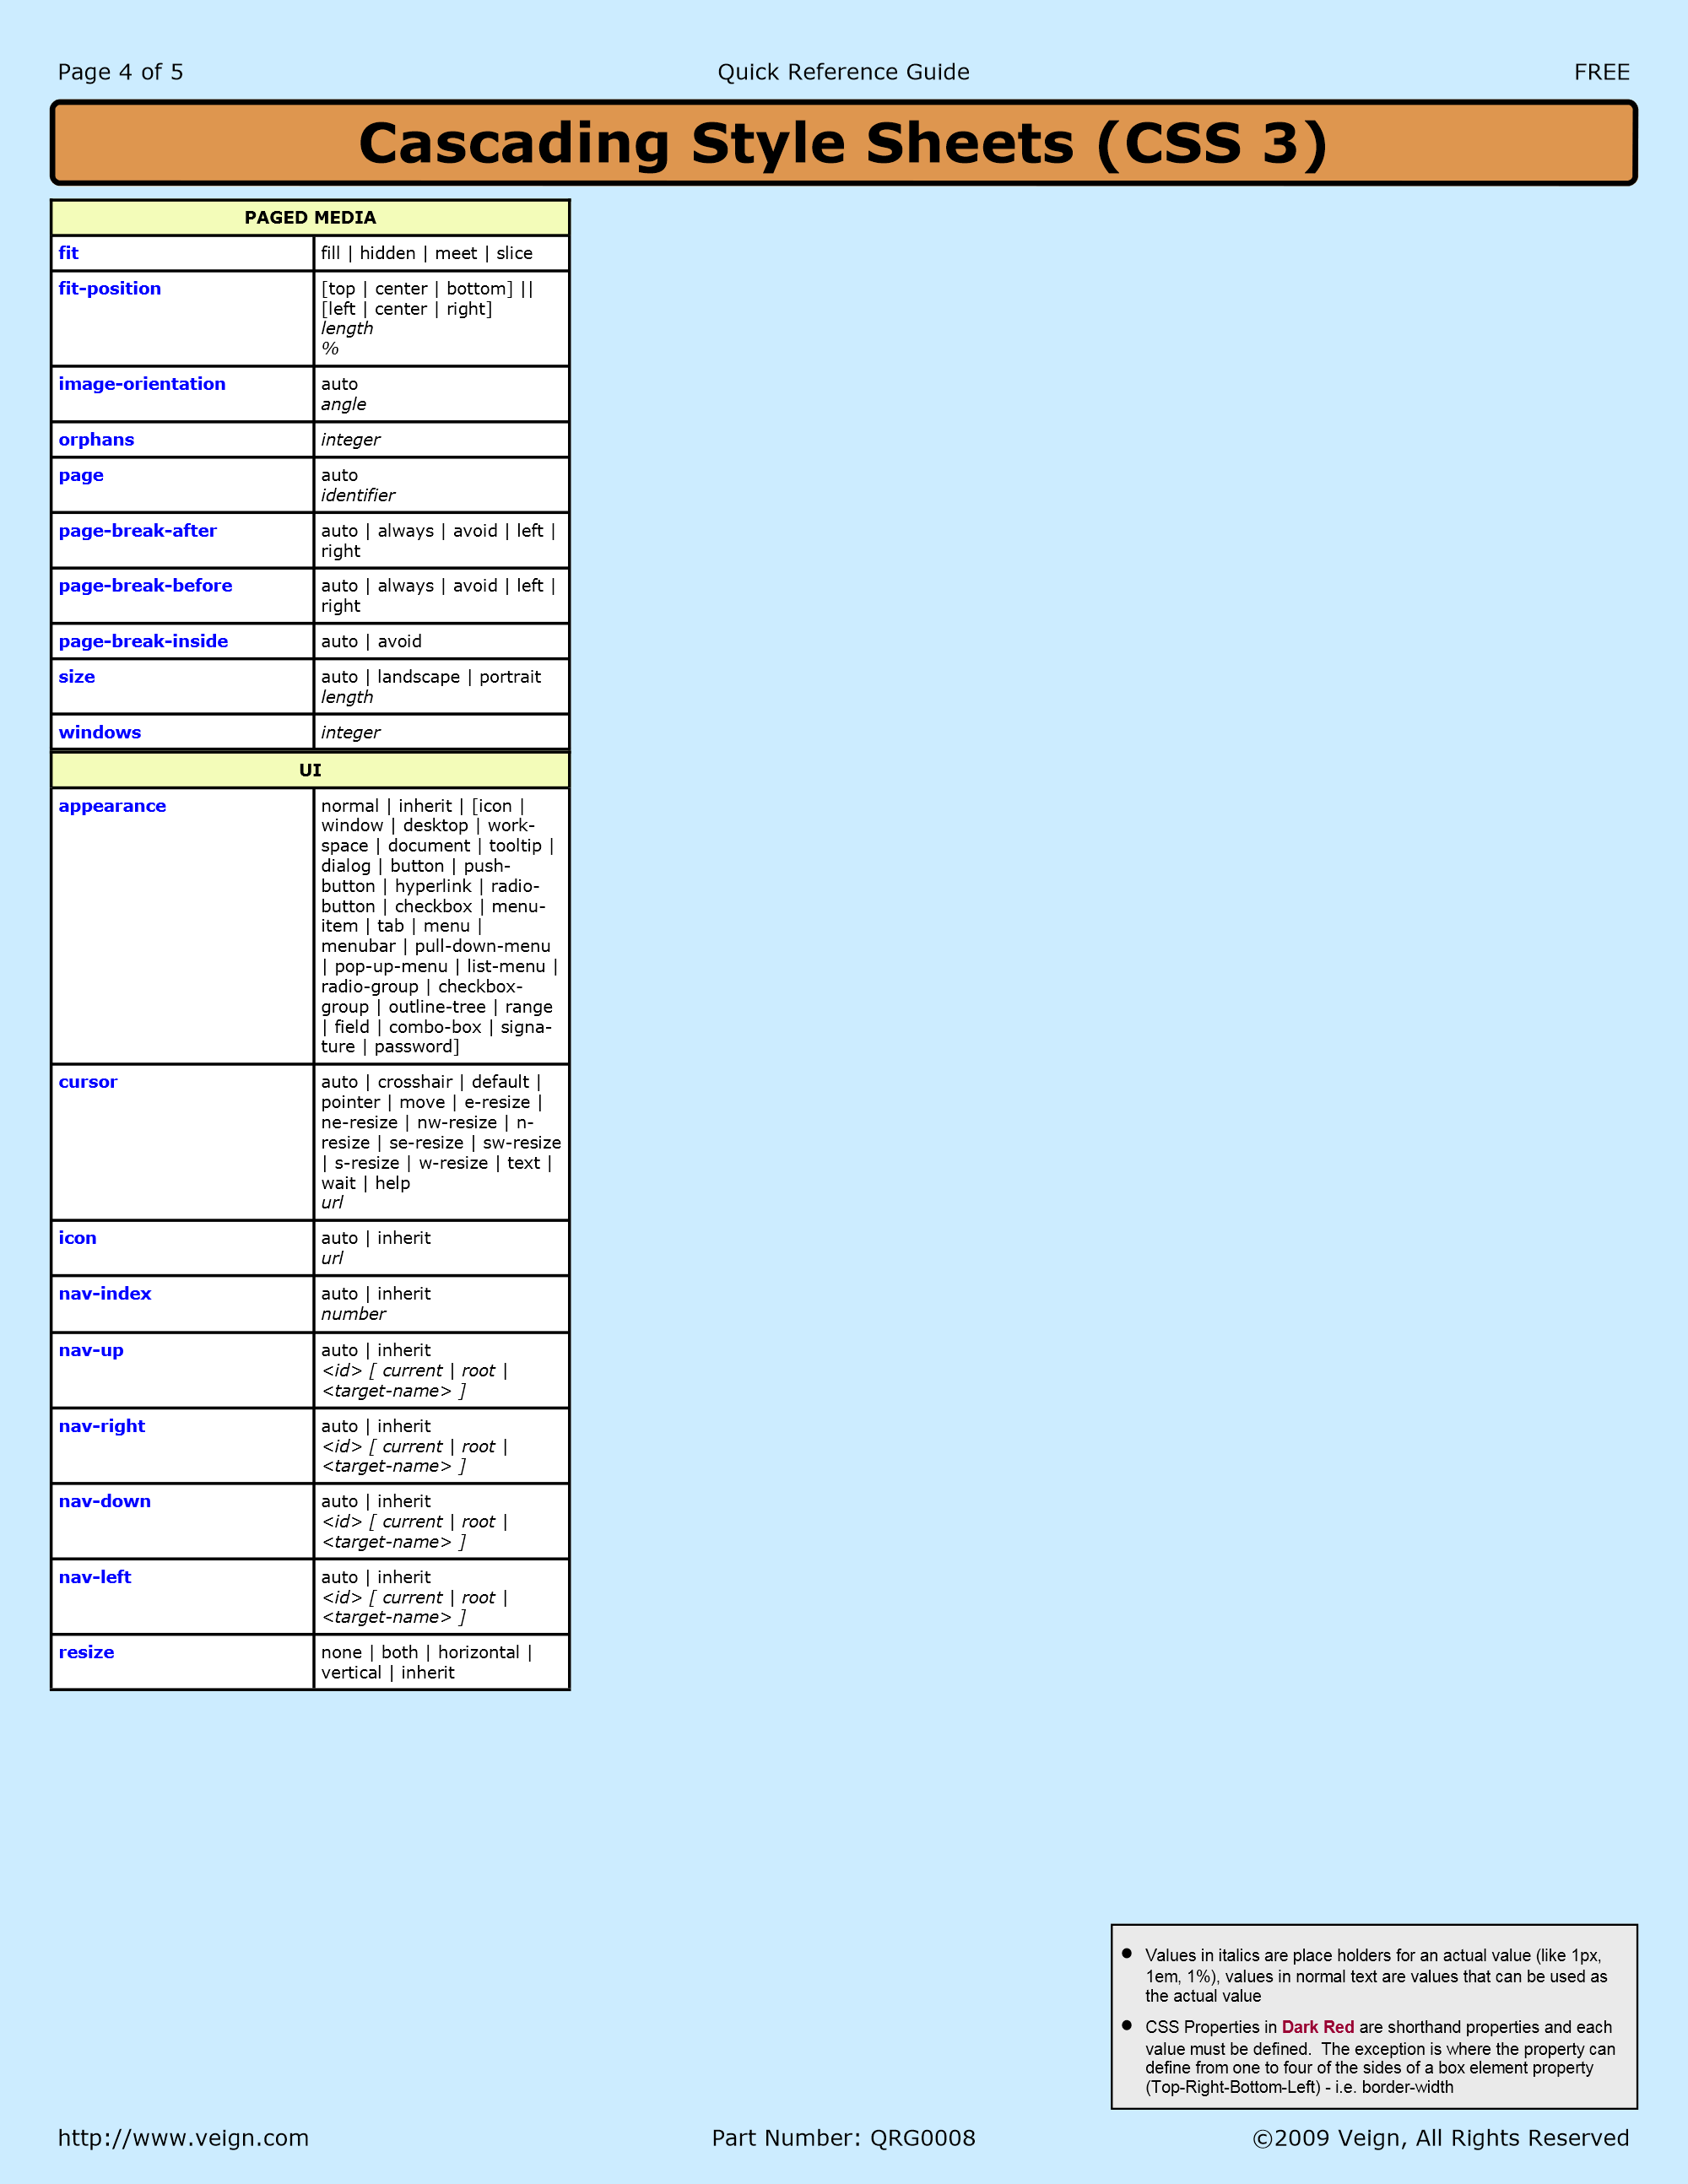 Page 4 of 5 Quick Reference Guide FREE
Cascading Style Sheets (CSS 3)
PAGED MEDIA
fit fill | hidden | meet | slice
fit-position [top | center | bottom] ||
[left | center | right]
length
%
image-orientation auto
angle
orphans integer
page auto
identifier
page-break-after auto | always | avoid | left |
right
page-break-before auto | always | avoid | left |
right
page-break-inside auto | avoid
size auto | landscape | portrait
length
windows integer
UI
appearance normal | inherit | [icon |
window | desktop | work-
space | document | tooltip |
dialog | button | push-
button | hyperlink | radio-
button | checkbox | menu-
item | tab | menu |
menubar | pull-down-menu
| pop-up-menu | list-menu |
radio-group | checkbox-
group | outline-tree | range
| field | combo-box | signa-
ture | password]
cursor auto | crosshair | default |
pointer | move | e-resize |
ne-resize | nw-resize | n-
resize | se-resize | sw-resize
| s-resize | w-resize | text |
wait | help
url
icon auto | inherit
url
nav-index auto | inherit
number
nav-up auto | inherit
<id> [ current | root |
<target-name> ]
nav-right auto | inherit
<id> [ current | root |
<target-name> ]
nav-down auto | inherit
<id> [ current | root |
<target-name> ]
nav-left auto | inherit
<id> [ current | root |
<target-name> ]
resize none | both | horizontal |
vertical | inherit
● Values in italics are place holders for an actual value (like 1px,
1em, 1%), values in normal text are values that can be used as
the actual value
● CSS Properties in Dark Red are shorthand properties and each
value must be defined. The exception is where the property can
define from one to four of the sides of a box element property
(Top-Right-Bottom-Left) - i.e. border-width
http://www.veign.com Part Number: QRG0008 ©2009 Veign, All Rights Reserved